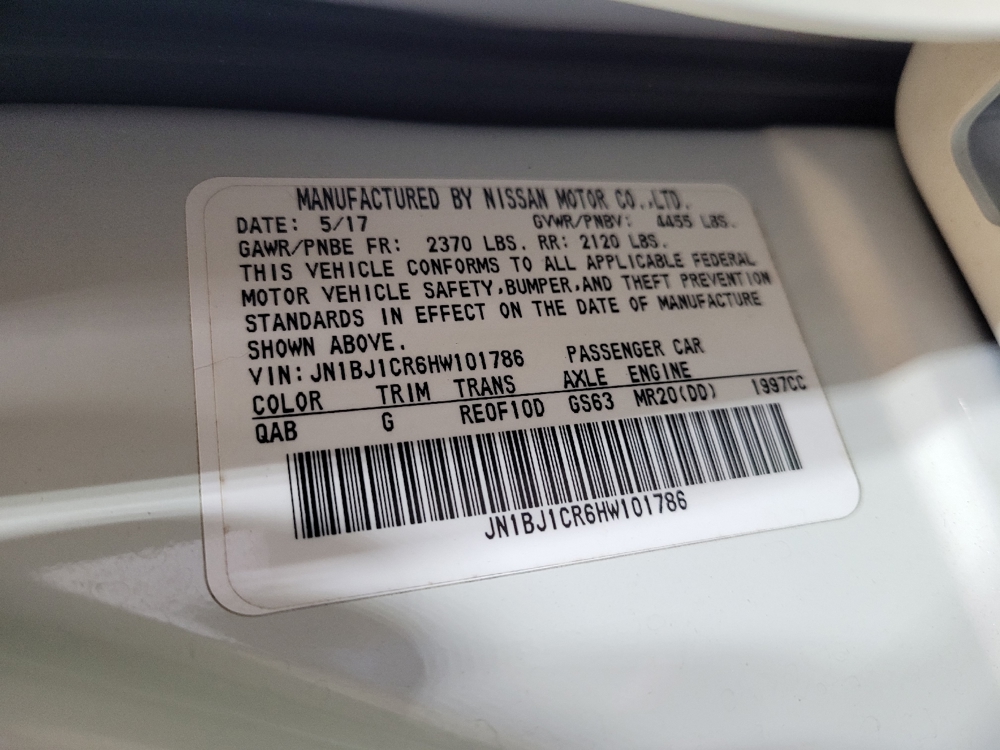 MANUFACTURED BY NISSAN MOTOR CO.,LTD.
DATE: 5/17 GVWR/PNBV: 4455 LBS.
GAWR/PNBE FR: 2370 LBS. RR: 2120 LBS.
THIS VEHICLE CONFORMS TO ALL APPLICABLE FEDERAL
MOTOR VEHICLE SAFETY,BUMPER,AND THEFT PREVENTION
STANDARDS IN EFFECT ON THE DATE OF MANUFACTURE
SHOWN ABOVE.
VIN: JN1BJ1CR6HW101786 PASSENGER CAR
COLOR TRIM TRANS AXLE ENGINE
QAB G RE0F10D GS63 MR20(DD) 1997CC
JN1BJ1CR6HW101786